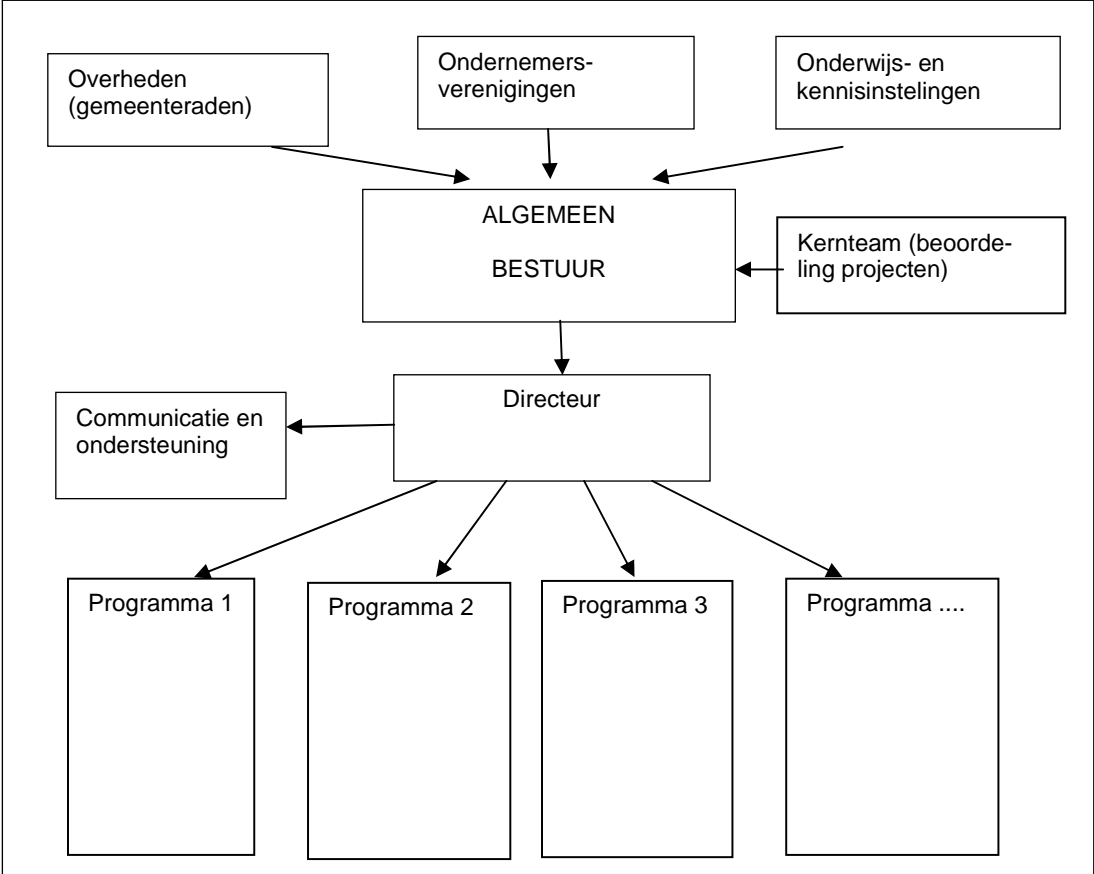 Overheden
(gemeenteraden)
Ondernemers-
verenigingen
Onderwijs- en
kennisinstelingen
ALGEMEEN
BESTUUR
Kernteam (beoorde-
ling projecten)
Directeur
Communicatie en
ondersteuning
Programma 1
Programma 2
Programma 3
Programma ....